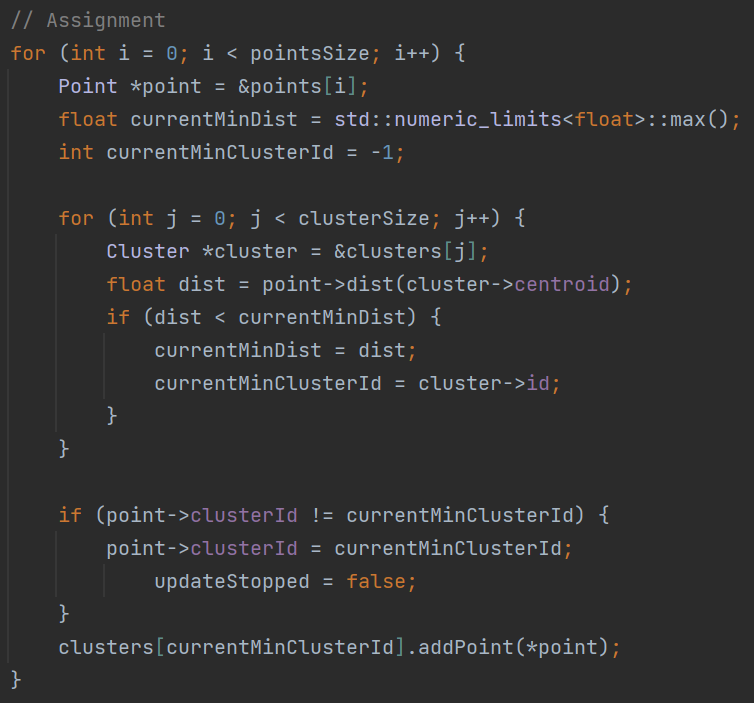 // Assignment
for (int i = 0; i < pointsSize; i++) {
    Point *point = &points[i];
    float currentMinDist = std::numeric_limits<float>::max();
    int currentMinClusterId = -1;

    for (int j = 0; j < clusterSize; j++) {
        Cluster *cluster = &clusters[j];
        float dist = point->dist(cluster->centroid);
        if (dist < currentMinDist) {
            currentMinDist = dist;
            currentMinClusterId = cluster->id;
        }
    }

    if (point->clusterId != currentMinClusterId) {
        point->clusterId = currentMinClusterId;
            updateStopped = false;
    }
    clusters[currentMinClusterId].addPoint(*point);
}